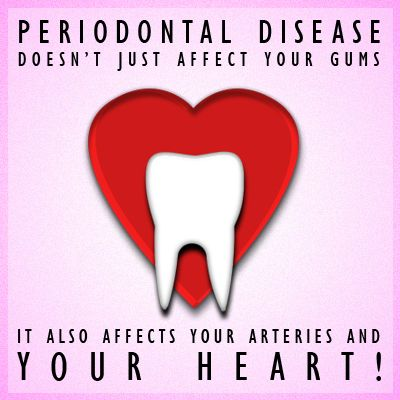 PERIODONTAL DISEASE
DOESN'T JUST AFFECT YOUR GUMS
IT ALSO AFFECTS YOUR ARTERIES AND
YOUR HEART!